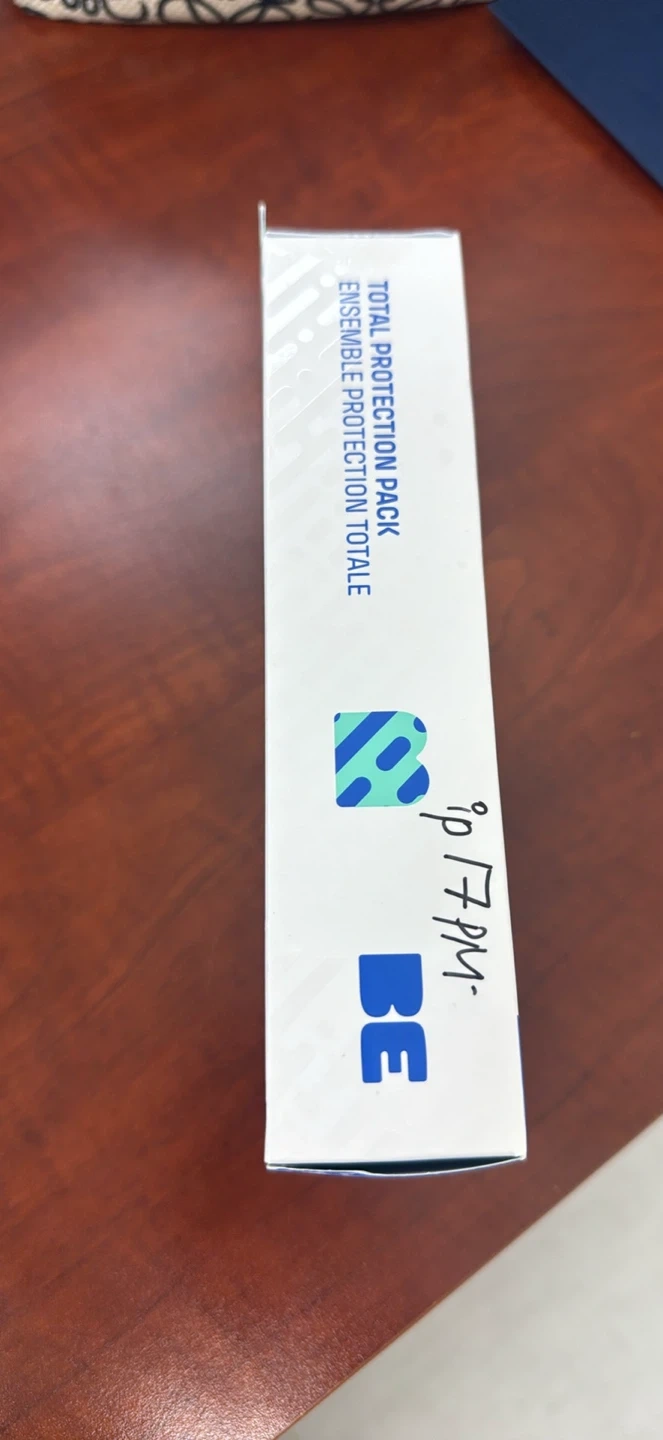 TOTAL PROTECTION PACK
ENSEMBLE PROTECTION TOTALE
B
ip 17 PM.
BE